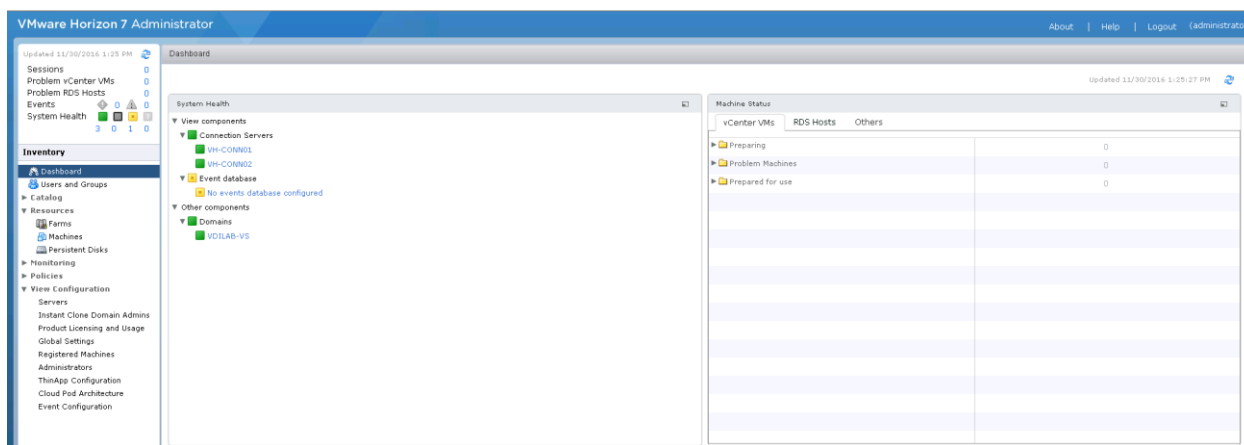 VMware Horizon 7 Administrator
About | Help | Logout (administrato
Updated 11/30/2016 1:25 PM
Sessions 0
Problem vCenter VMs 0
Problem RDS Hosts 0
Events 0 0
System Health
3 0 1 0
Inventory
Dashboard
Users and Groups
Catalog
Resources
Farms
Machines
Persistent Disks
Monitoring
Policies
View Configuration
Servers
Instant Clone Domain Admins
Product Licensing and Usage
Global Settings
Registered Machines
Administrators
ThinApp Configuration
Cloud Pod Architecture
Event Configuration
Dashboard
Updated 11/30/2016 1:25:27 PM
System Health
View components
Connection Servers
VH-CONN01
VH-CONN02
Event database
No events database configured
Other components
Domains
VDILAB-VS
Machine Status
vCenter VMs RDS Hosts Others
Preparing 0
Problem Machines 0
Prepared for use 0